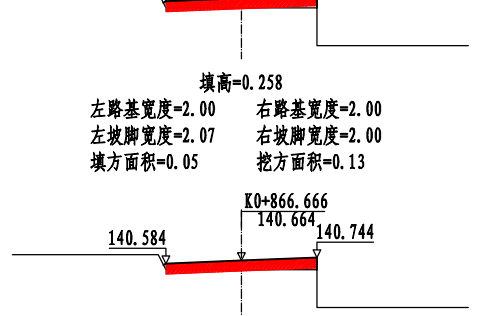 填高=0.258
左路基宽度=2.00 右路基宽度=2.00
左坡脚宽度=2.07 右坡脚宽度=2.00
填方面积=0.05 挖方面积=0.13
K0+866.666
140.664
140.584
140.744